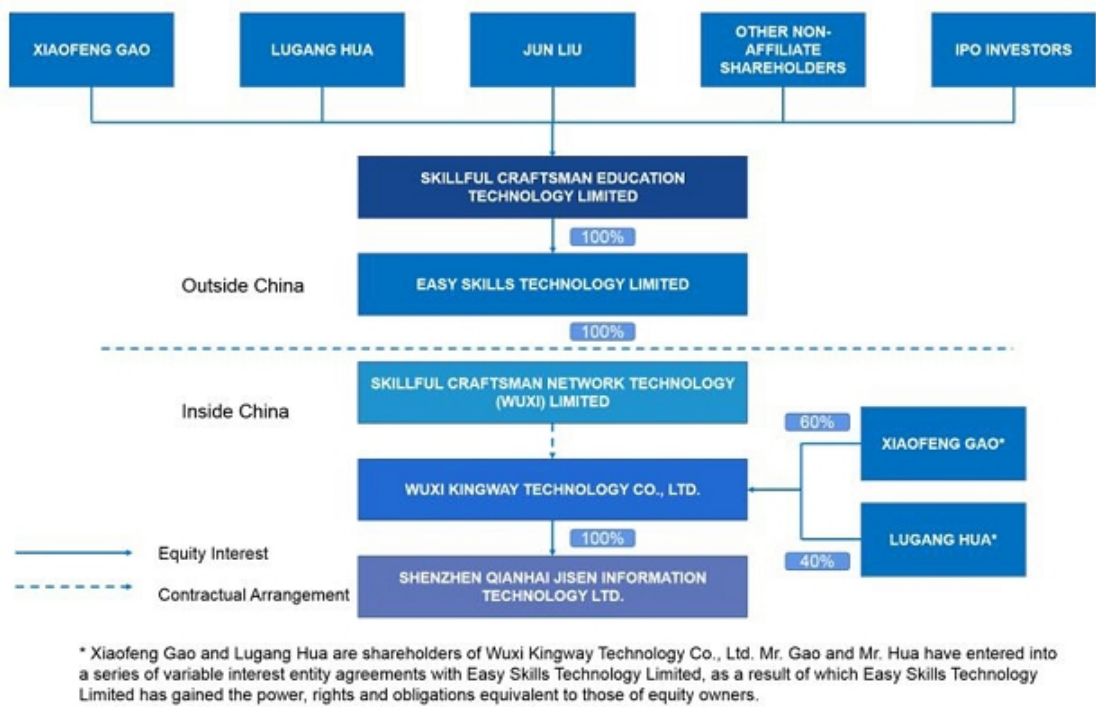 XIAOFENG GAO
LUGANG HUA
JUN LIU
OTHER NON-
AFFILIATE
SHAREHOLDERS
IPO INVESTORS
SKILLFUL CRAFTSMAN EDUCATION
TECHNOLOGY LIMITED
100%
EASY SKILLS TECHNOLOGY LIMITED
Outside China
100%
SKILLFUL CRAFTSMAN NETWORK TECHNOLOGY
(WUXI) LIMITED
Inside China
60%
XIAOFENG GAO*
WUXI KINGWAY TECHNOLOGY CO., LTD.
LUGANG HUA*
40%
100%
Equity Interest
SHENZHEN QIANHAI JISEN INFORMATION
TECHNOLOGY LTD.
Contractual Arrangement
* Xiaofeng Gao and Lugang Hua are shareholders of Wuxi Kingway Technology Co., Ltd. Mr. Gao and Mr. Hua have entered into
a series of variable interest entity agreements with Easy Skills Technology Limited, as a result of which Easy Skills Technology
Limited has gained the power, rights and obligations equivalent to those of equity owners.